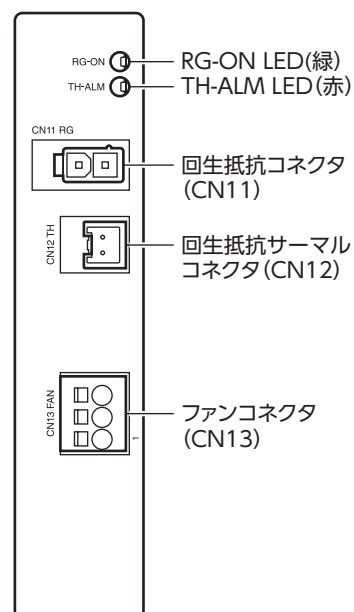 RG-ON
RG-ON LED(緑)
TH-ALM
TH-ALM LED(赤)
CN11 RG
回生抵抗コネクタ
(CN11)
CN12 TH
回生抵抗サーマル
コネクタ(CN12)
CN13 FAN
1
ファンコネクタ
(CN13)